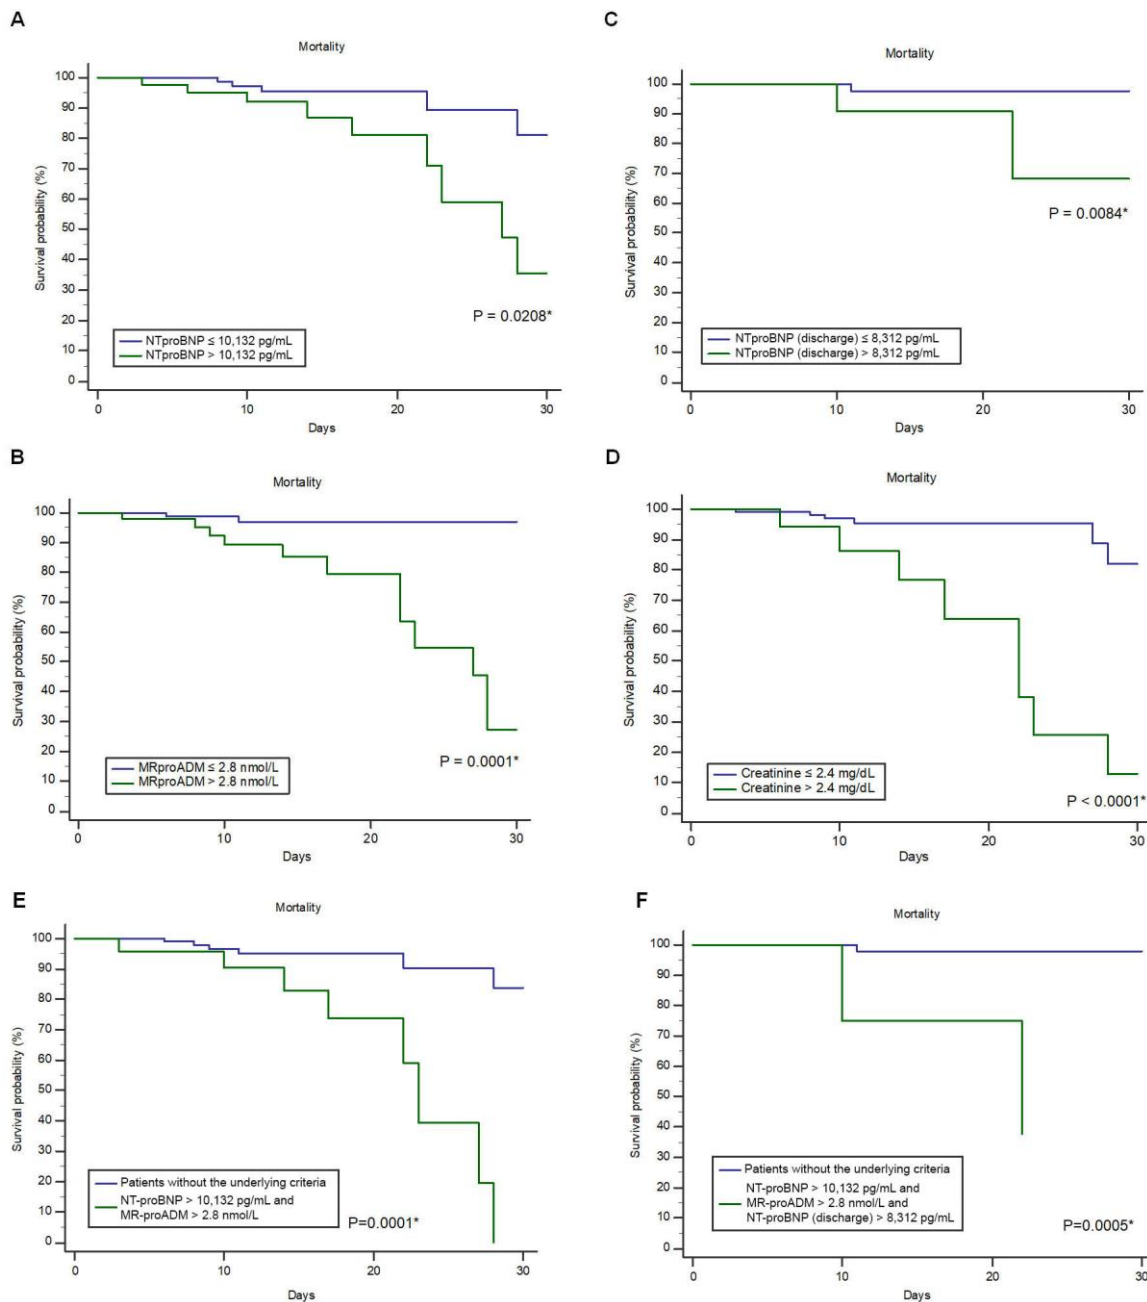 A
Mortality
Survival probability (%)
100
90
80
70
60
50
40
30
20
10
0
P = 0.0208*
NTproBNP ≤ 10,132 pg/mL
NTproBNP > 10,132 pg/mL
0 10 20 30
Days
C
Mortality
Survival probability (%)
100
90
80
70
60
50
40
30
20
10
0
P = 0.0084*
NTproBNP (discharge) ≤ 8,312 pg/mL
NTproBNP (discharge) > 8,312 pg/mL
0 10 20 30
Days
B
Mortality
Survival probability (%)
100
90
80
70
60
50
40
30
20
10
0
P = 0.0001*
MRproADM ≤ 2.8 nmol/L
MRproADM > 2.8 nmol/L
0 10 20 30
Days
D
Mortality
Survival probability (%)
100
90
80
70
60
50
40
30
20
10
0
Creatinine ≤ 2.4 mg/dL
Creatinine > 2.4 mg/dL
P < 0.0001*
0 10 20 30
Days
E
Mortality
Survival probability (%)
100
90
80
70
60
50
40
30
20
10
0
Patients without the underlying criteria
NT-proBNP > 10,132 pg/mL and
MR-proADM > 2.8 nmol/L
P=0.0001*
0 10 20 30
Days
F
Mortality
Survival probability (%)
100
90
80
70
60
50
40
30
20
10
0
Patients without the underlying criteria
NT-proBNP > 10,132 pg/mL and
MR-proADM > 2.8 nmol/L and
NT-proBNP (discharge) > 8,312 pg/mL
P=0.0005*
0 10 20 30
Days